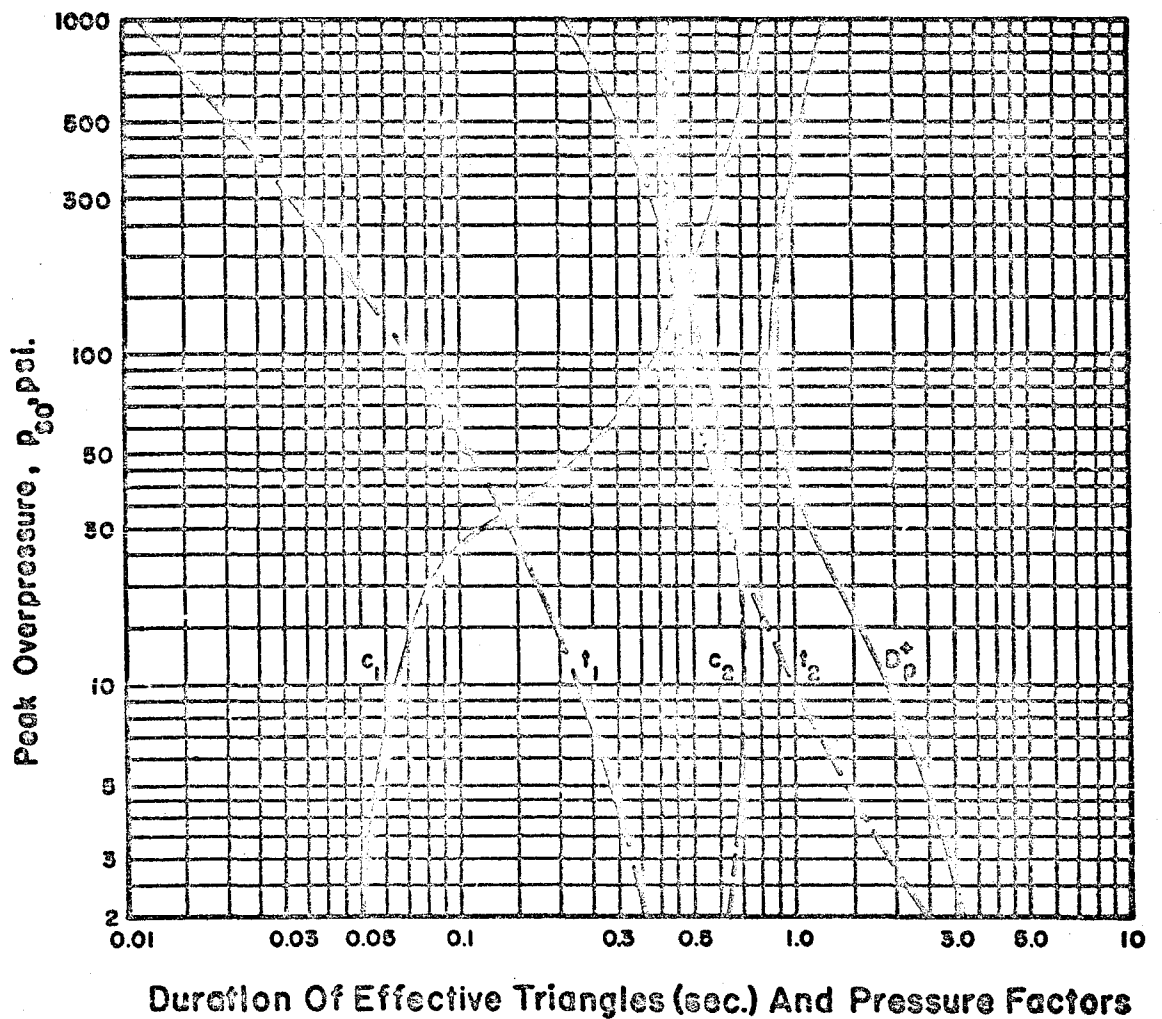 1000
500
300
100
50
30
10
5
3
2
Peak Overpressure, pso, psi.
c1
t1
c2
t2
Dp*
0.01
0.03
0.05
0.1
0.3
0.5
1.0
3.0
5.0
10
Duration Of Effective Triangles (sec.) And Pressure Factors